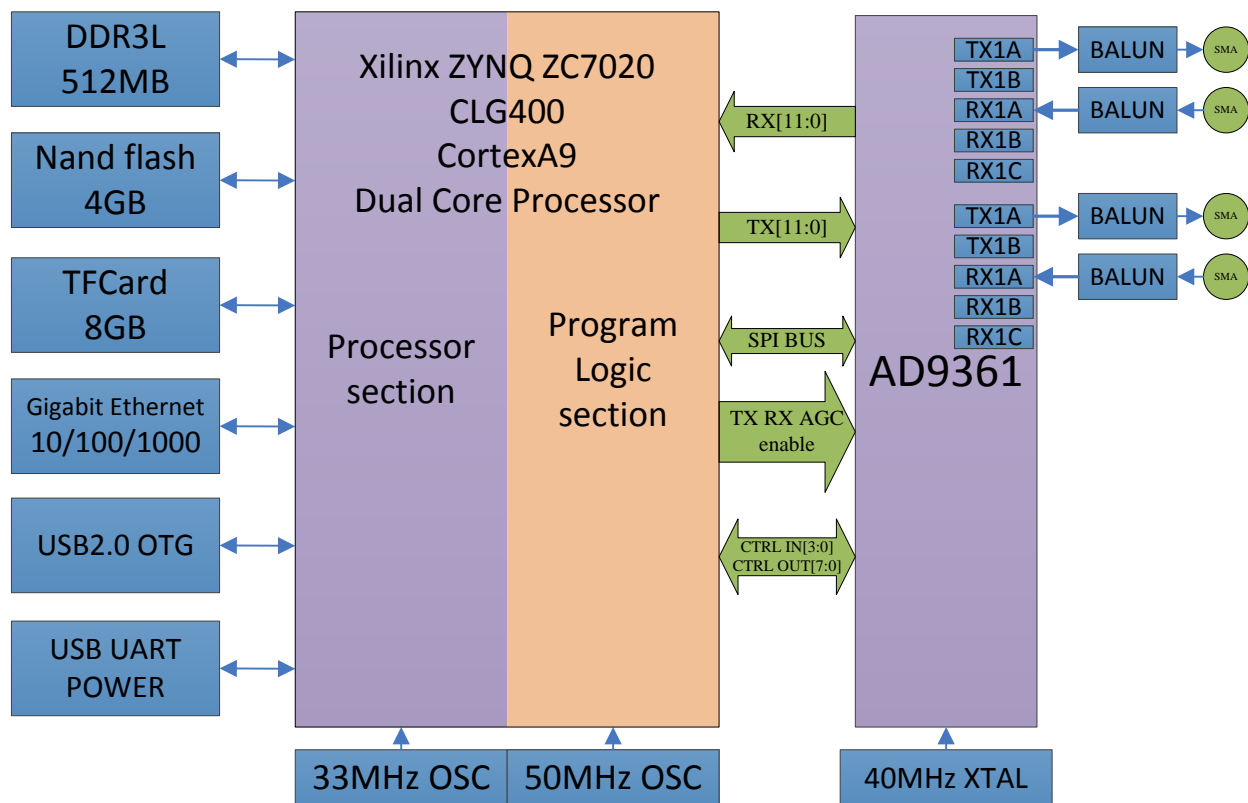 DDR3L
512MB
Nand flash
4GB
TFCard
8GB
Gigabit Ethernet
10/100/1000
USB2.0 OTG
USB UART
POWER
Xilinx ZYNQ ZC7020
CLG400
CortexA9
Dual Core Processor
Processor
section
Program
Logic
section
33MHz OSC
50MHz OSC
RX[11:0]
TX[11:0]
SPI BUS
TX RX AGC
enable
CTRL IN[3:0]
CTRL OUT[7:0]
TX1A
TX1B
RX1A
RX1B
RX1C
TX1A
TX1B
RX1A
RX1B
RX1C
AD9361
40MHz XTAL
BALUN
SMA
BALUN
SMA
BALUN
SMA
BALUN
SMA